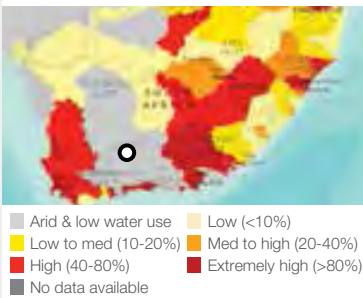 Arid & low water use Low (<10%)
Low to med (10-20%) Med to high (20-40%)
High (40-80%) Extremely high (>80%)
No data available